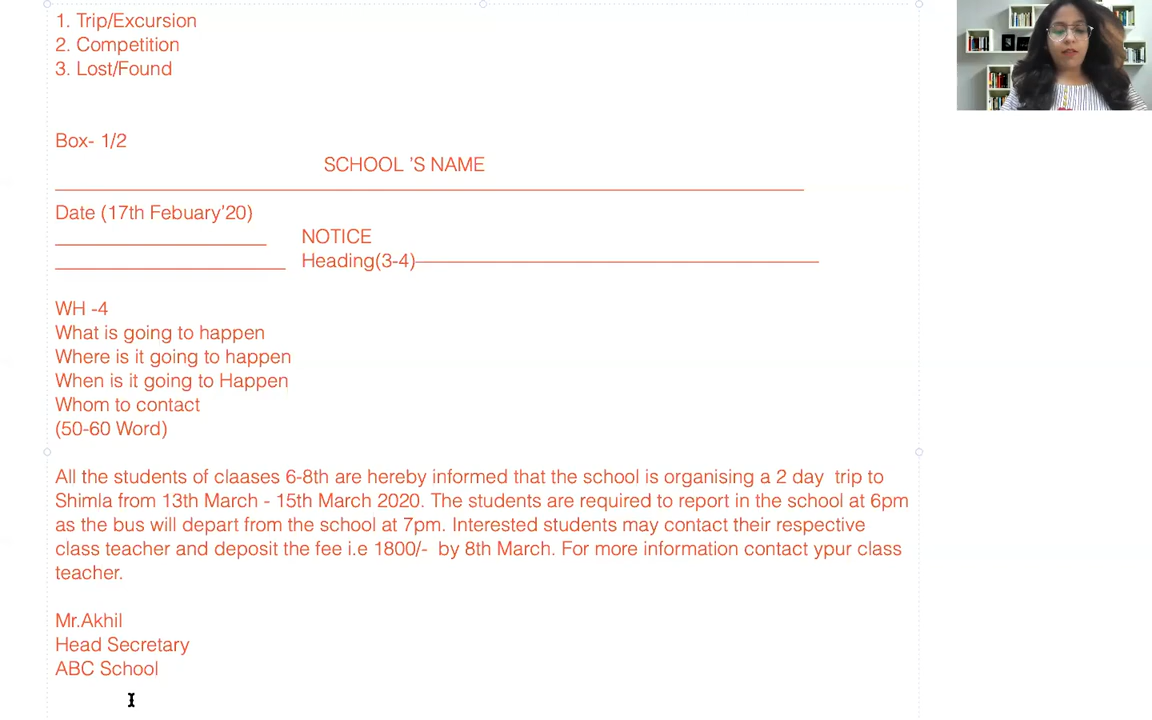 1. Trip/Excursion
2. Competition
3. Lost/Found
Box- 1/2
SCHOOL 'S NAME
Date (17th Febuary'20)
NOTICE
Heading(3-4)
WH -4
What is going to happen
Where is it going to happen
When is it going to Happen
Whom to contact
(50-60 Word)
All the students of claases 6-8th are hereby informed that the school is organising a 2 day trip to
Shimla from 13th March - 15th March 2020. The students are required to report in the school at 6pm
as the bus will depart from the school at 7pm. Interested students may contact their respective
class teacher and deposit the fee i.e 1800/- by 8th March. For more information contact ypur class
teacher.
Mr.Akhil
Head Secretary
ABC School